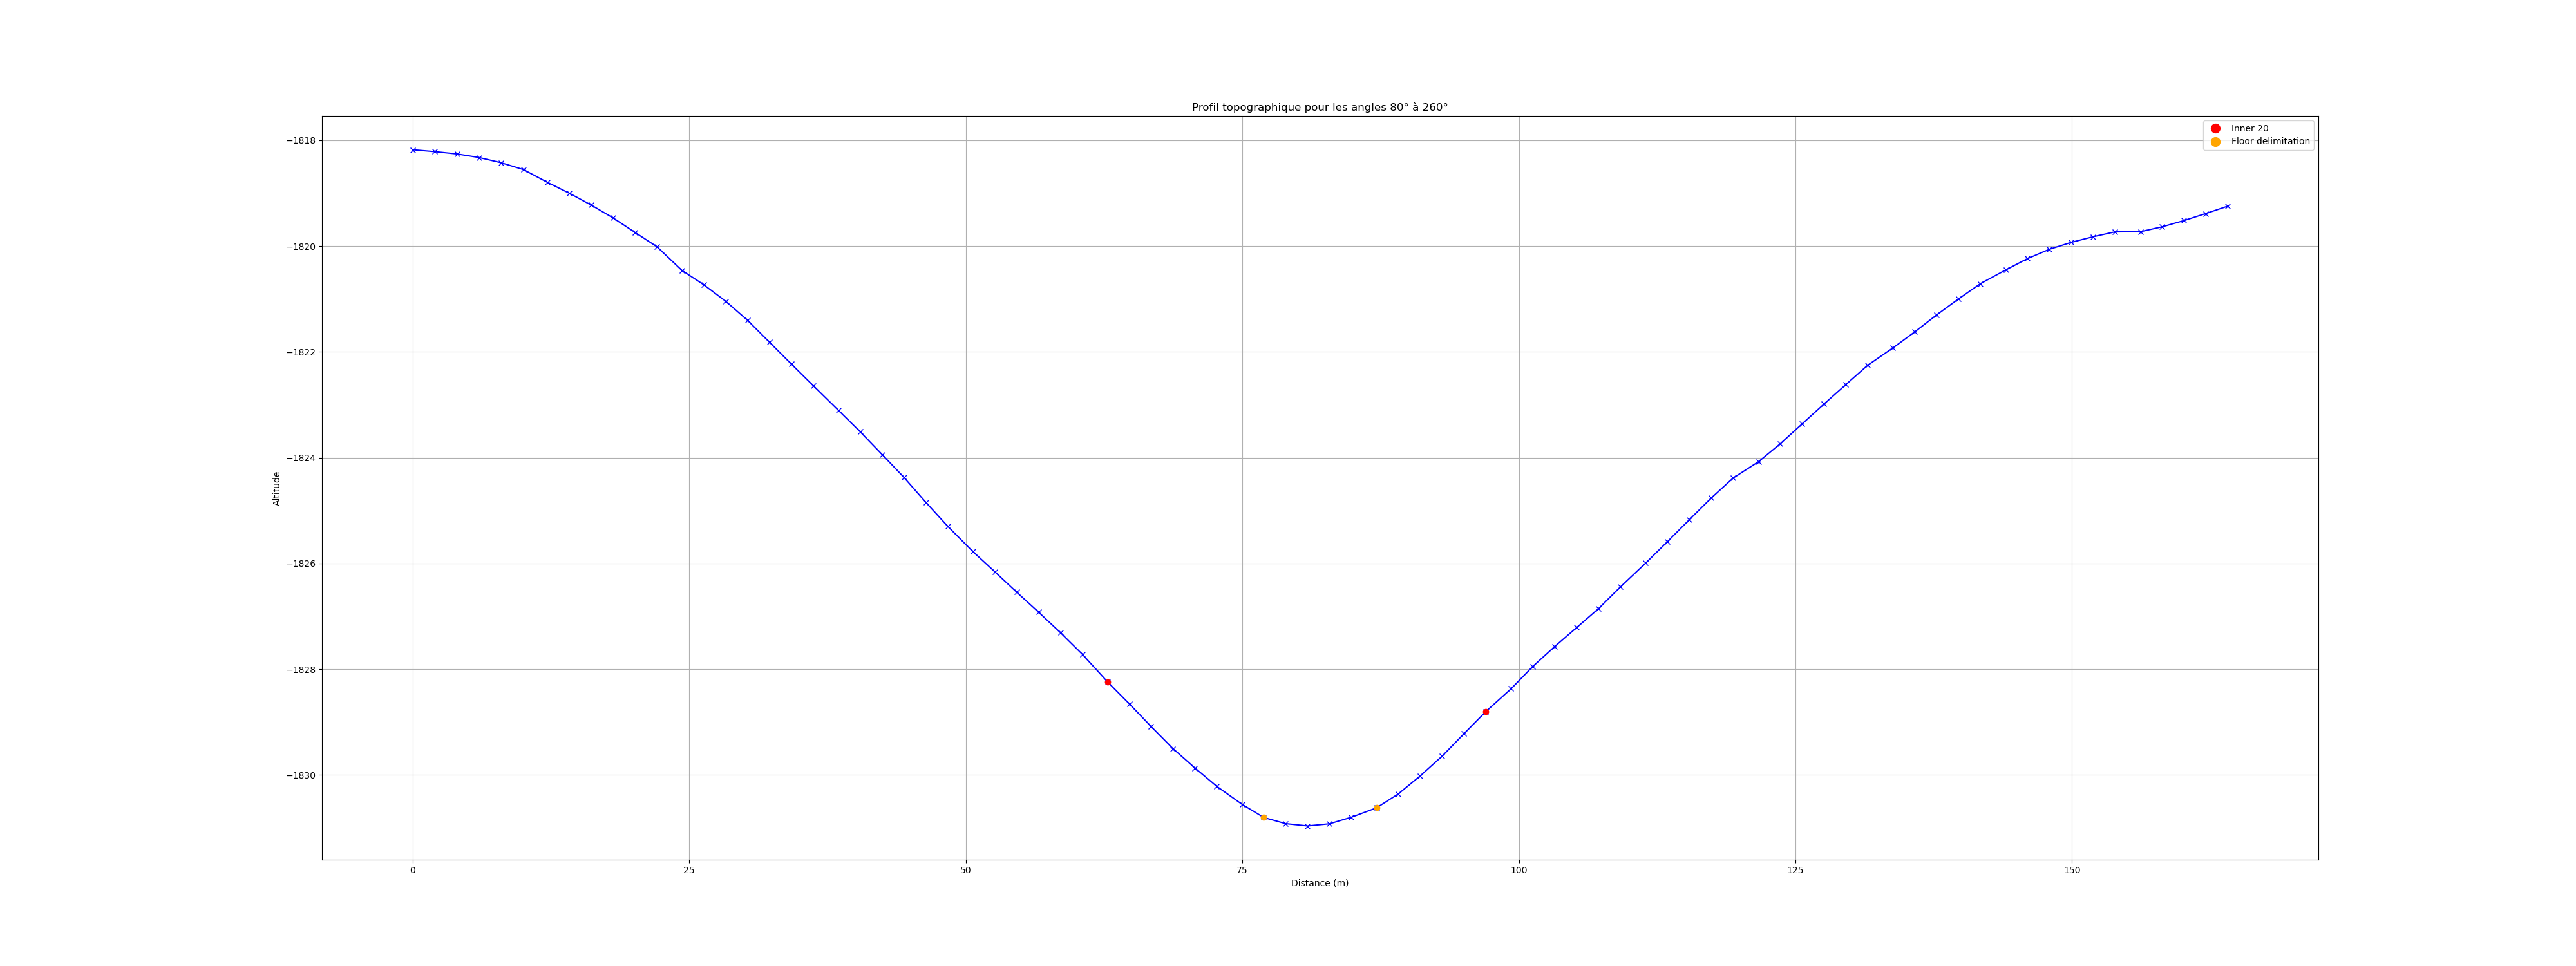 Profil topographique pour les angles 80° à 260°
Inner 20
Floor delimitation
−1818
−1820
−1822
−1824
−1826
−1828
−1830
Altitude
0
25
50
75
100
125
150
Distance (m)